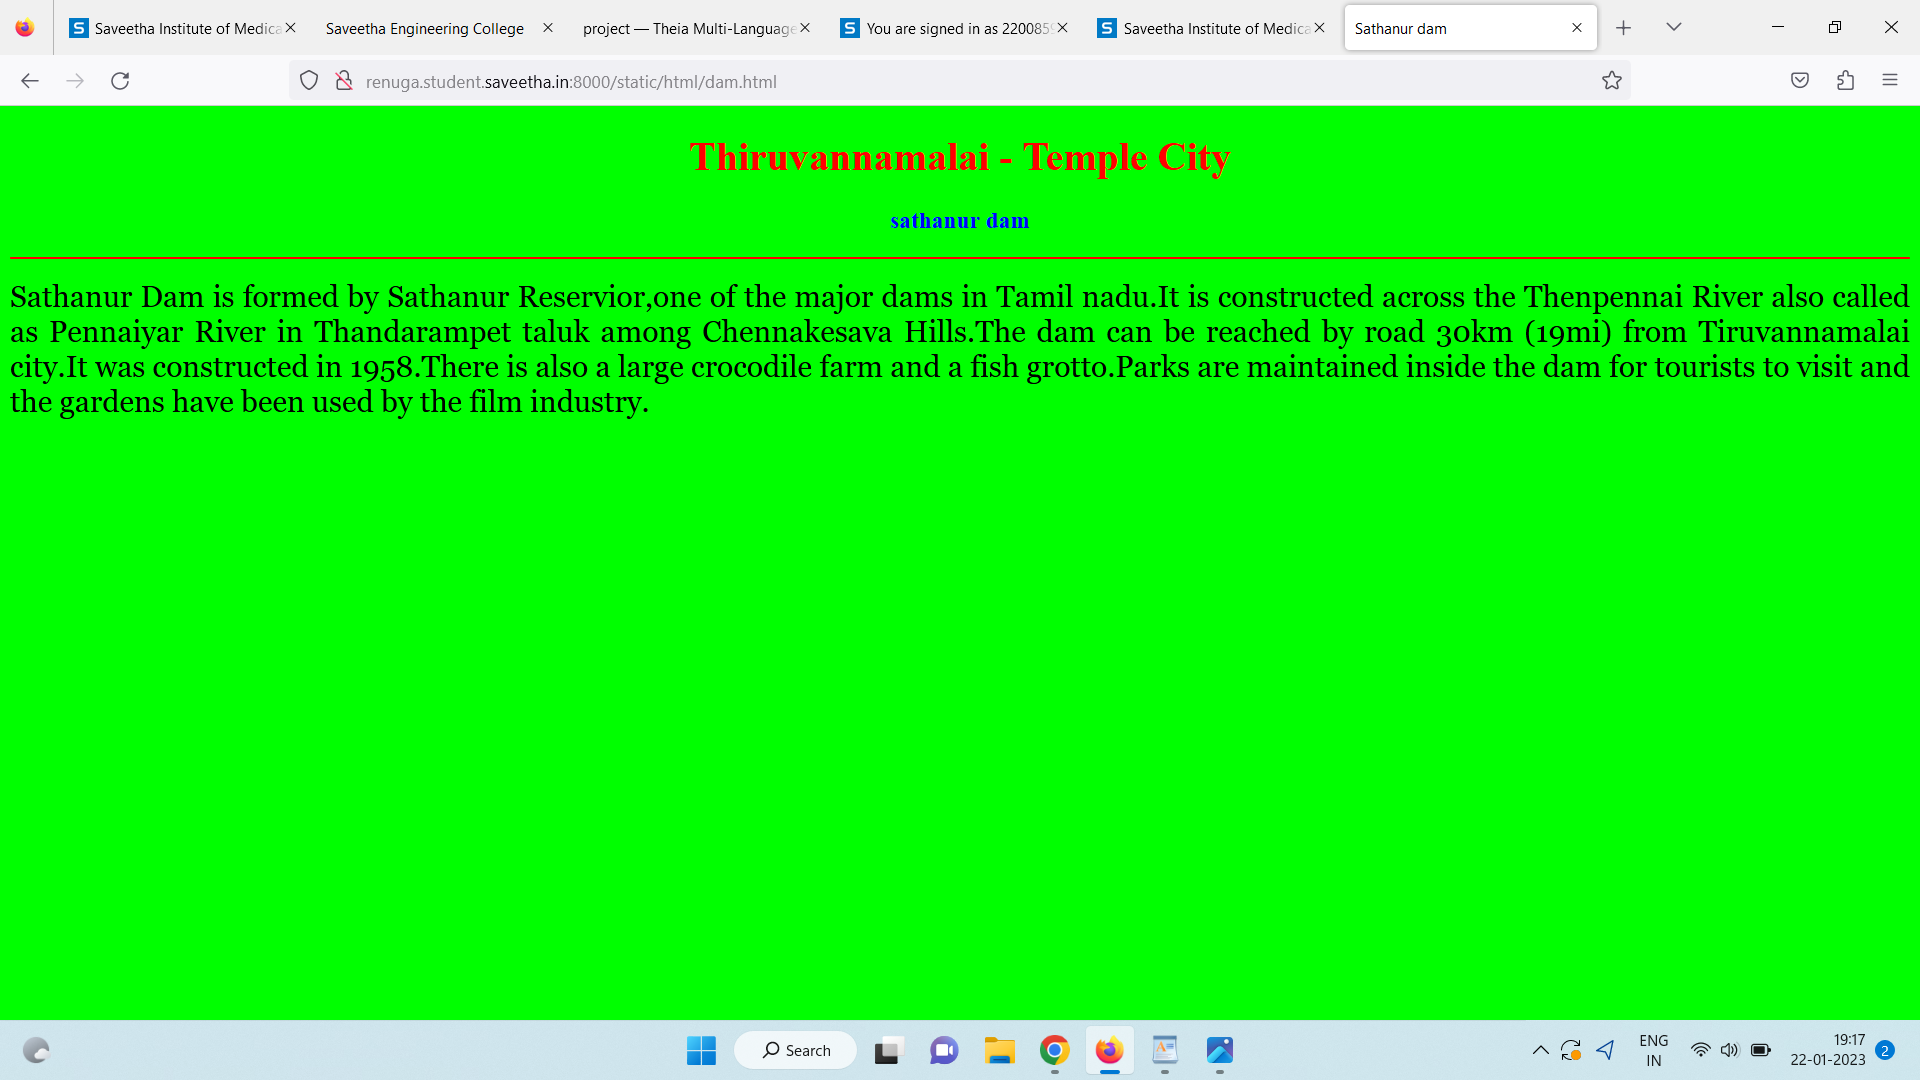 Saveetha Institute of Medica
Saveetha Engineering College
project — Theia Multi-Language
You are signed in as 2200859
Saveetha Institute of Medica
Sathanur dam
renuga.student.saveetha.in:8000/static/html/dam.html
Thiruvannamalai - Temple City
sathanur dam
Sathanur Dam is formed by Sathanur Reservior,one of the major dams in Tamil nadu.It is constructed across the Thenpennai River also called
as Pennaiyar River in Thandarampet taluk among Chennakesava Hills.The dam can be reached by road 30km (19mi) from Tiruvannamalai
city.It was constructed in 1958.There is also a large crocodile farm and a fish grotto.Parks are maintained inside the dam for tourists to visit and
the gardens have been used by the film industry.
Search
ENG
IN
19:17
22-01-2023
2